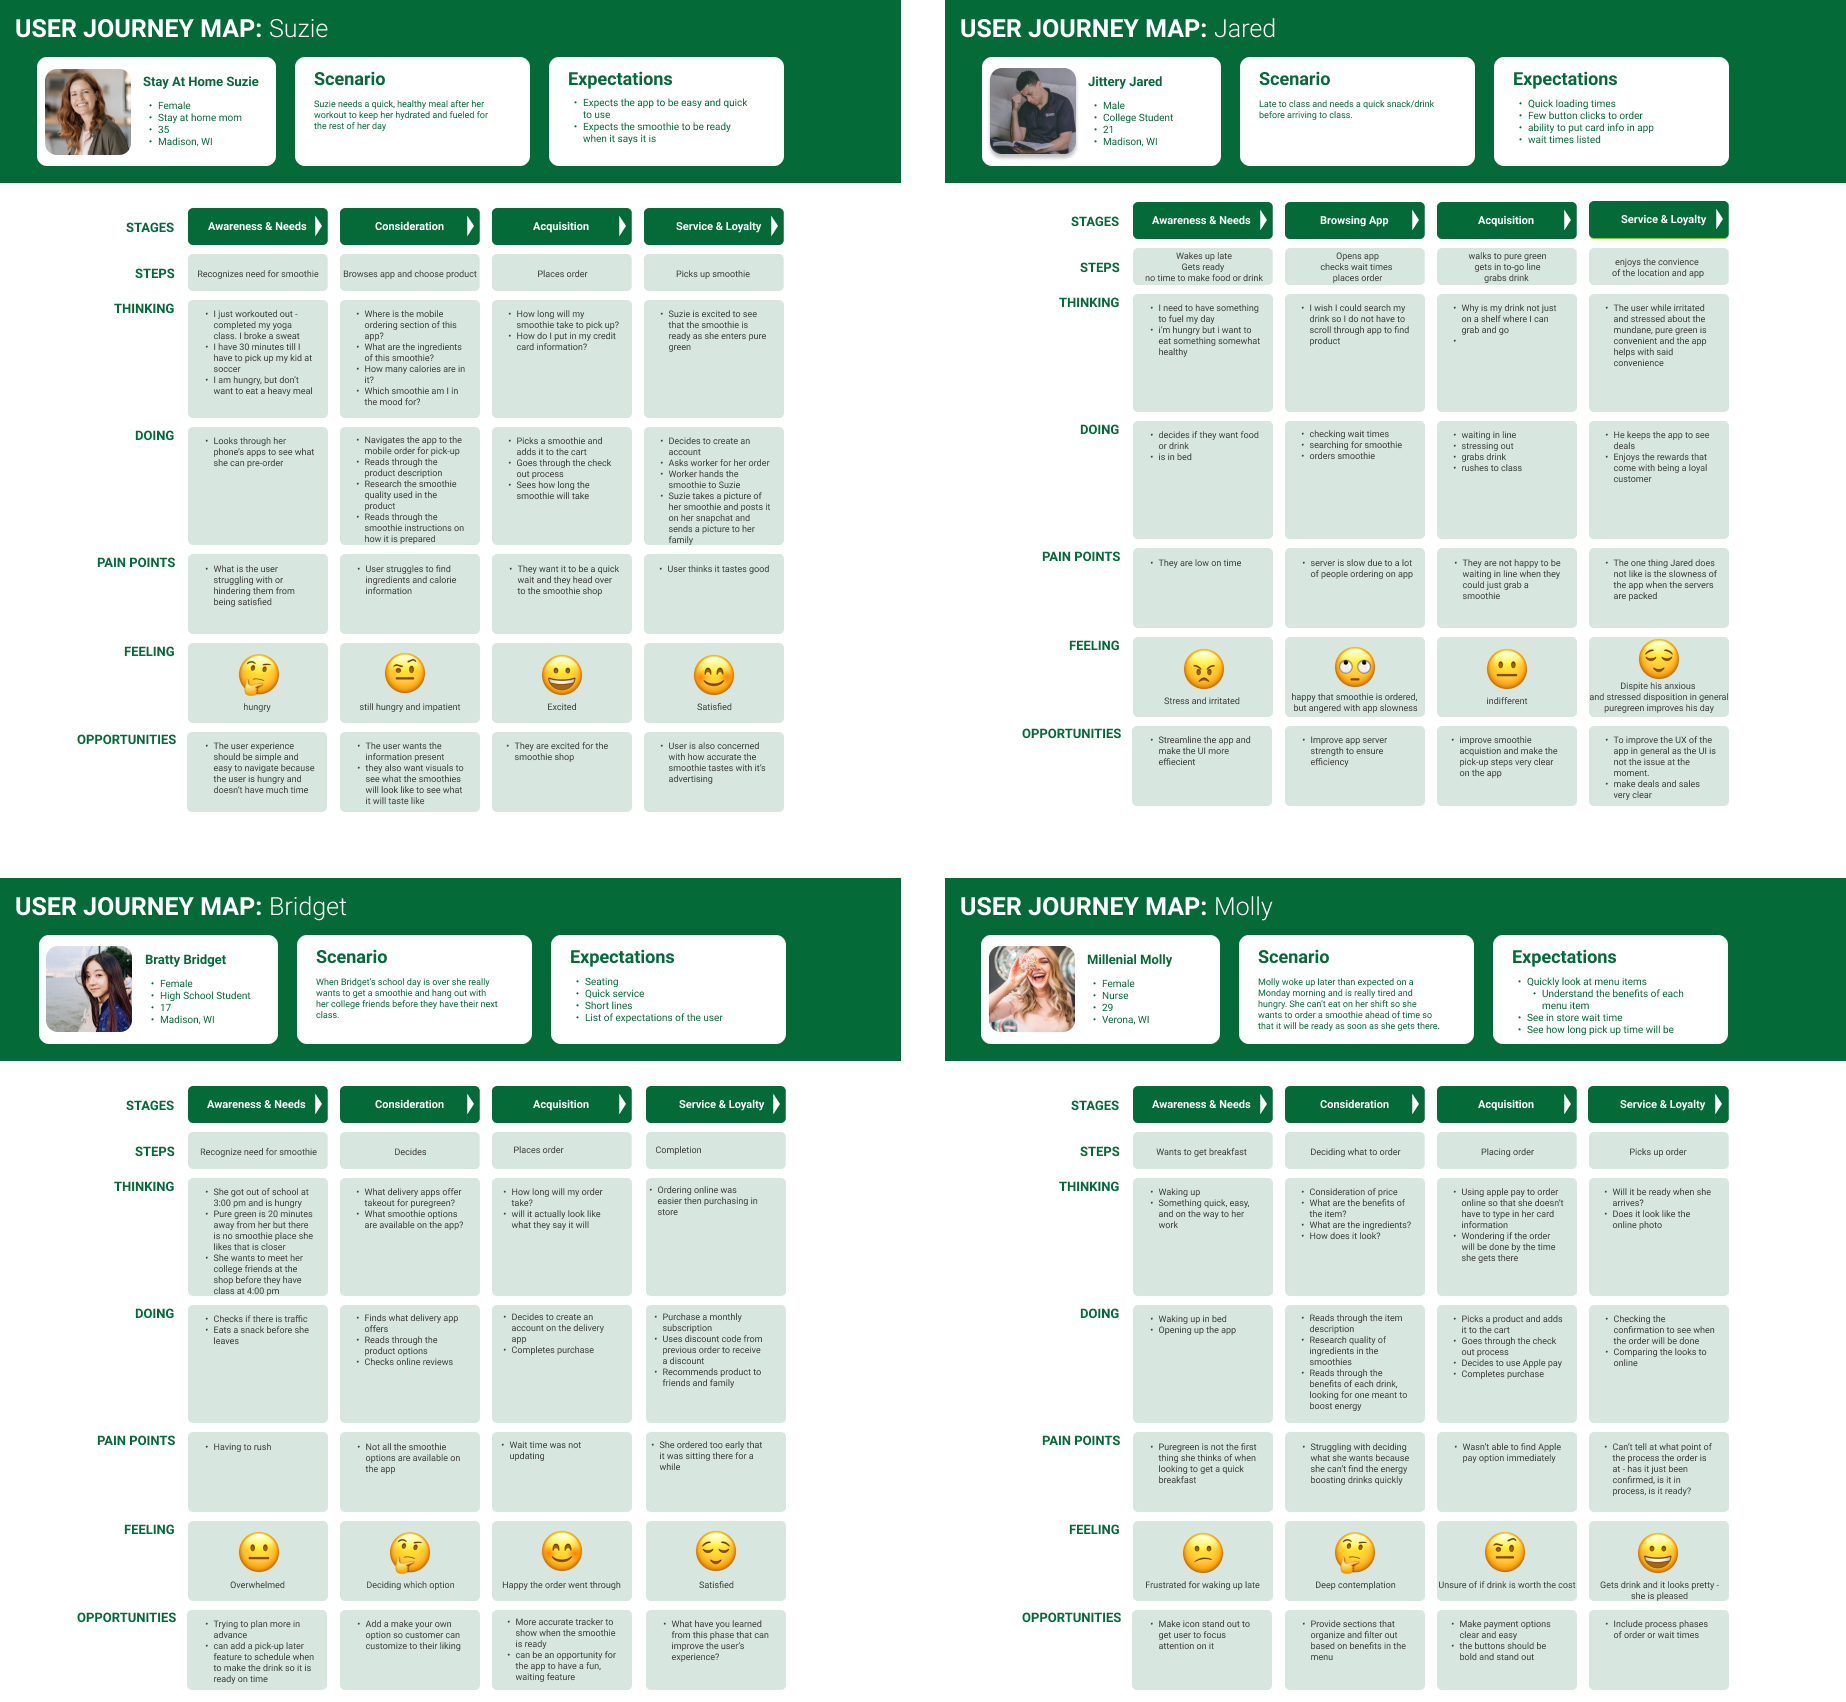 USER JOURNEY MAP: Suzie
Stay At Home Suzie
• Female
• Stay at home mom
• 35
• Madison, WI
Scenario
Suzie needs a quick, healthy meal after her
workout to keep her hydrated and fueled for
the rest of her day
Expectations
• Expects the app to be easy and quick
to use
• Expects the smoothie to be ready
when it says it is
STAGES
Awareness & Needs
Consideration
Acquisition
Service & Loyalty
STEPS
Recognizes need for smoothie
Browses app and choose product
Places order
Picks up smoothie
THINKING
• I just workouted out -
completed my yoga
class. I broke a sweat
• I have 30 minutes till I
have to pick up my kid at
soccer
• I am hungry, but don't
want to eat a heavy meal
• Where is the mobile
ordering section of this
app?
• What are the ingredients
of this smoothie?
• How many calories are in
it?
• Which smoothie am I in
the mood for?
• How long will my
smoothie take to pick up?
• How do I put in my credit
card information?
• Suzie is excited to see
that the smoothie is
ready as she enters pure
green
DOING
• Looks through her
phone's apps to see what
she can pre-order
• Navigates the app to the
mobile order for pick-up
• Reads through the
product description
• Research the smoothie
quality used in the
product
• Reads through the
smoothie instructions on
how it is prepared
• Picks a smoothie and
adds it to the cart
• Goes through the check
out process
• Sees how long the
smoothie will take
• Decides to create an
account
• Asks worker for her order
• Worker hands the
smoothie to Suzie
• Suzie takes a picture of
her smoothie and posts it
on her snapchat and
sends a picture to her
family
PAIN POINTS
• What is the user
struggling with or
hindering them from
being satisfied
• User struggles to find
ingredients and calorie
information
• They want it to be a quick
wait and they head over
to the smoothie shop
• User thinks it tastes good
FEELING
hungry
still hungry and impatient
Excited
Satisfied
OPPORTUNITIES
• The user experience
should be simple and
easy to navigate because
the user is hungry and
doesn't have much time
• The user wants the
information present
• they also want visuals to
see what the smoothies
will look like to see what
it will taste like
• They are excited for the
smoothie shop
• User is also concerned
with how accurate the
smoothie tastes with it's
advertising
USER JOURNEY MAP: Jared
Jittery Jared
• Male
• College Student
• 21
• Madison, WI
Scenario
Late to class and needs a quick snack/drink
before arriving to class.
Expectations
• Quick loading times
• Few button clicks to order
• ability to put card info in app
• wait times listed
STAGES
Awareness & Needs
Browsing App
Acquisition
Service & Loyalty
STEPS
Wakes up late
Gets ready
no time to make food or drink
Opens app
checks wait times
places order
walks to pure green
gets in to-go line
grabs drink
enjoys the convience
of the location and app
THINKING
• I need to have something
to fuel my day
• i'm hungry but i want to
eat something somewhat
healthy
• I wish I could search my
drink so I do not have to
scroll through app to find
product
• Why is my drink not just
on a shelf where I can
grab and go
•
• The user while irritated
and stressed about the
mundane, pure green is
convenient and the app
helps with said
convenience
DOING
• decides if they want food
or drink
• is in bed
• checking wait times
• searching for smoothie
• orders smoothie
• waiting in line
• stressing out
• grabs drink
• rushes to class
• He keeps the app to see
deals
• Enjoys the rewards that
come with being a loyal
customer
PAIN POINTS
• They are low on time
• server is slow due to a lot
of people ordering on app
• They are not happy to be
waiting in line when they
could just grab a
smoothie
• The one thing Jared does
not like is the slowness of
the app when the servers
are packed
FEELING
Stress and irritated
happy that smoothie is ordered,
but angered with app slowness
indifferent
Dispite his anxious
and stressed disposition in general
puregreen improves his day
OPPORTUNITIES
• Streamline the app and
make the UI more
effiecient
• Improve app server
strength to ensure
efficiency
• improve smoothie
acquistion and make the
pick-up steps very clear
on the app
• To improve the UX of the
app in general as the UI is
not the issue at the
moment.
• make deals and sales
very clear
USER JOURNEY MAP: Bridget
Bratty Bridget
• Female
• High School Student
• 17
• Madison, WI
Scenario
When Bridget's school day is over she really
wants to get a smoothie and hang out with
her college friends before they have their next
class.
Expectations
• Seating
• Quick service
• Short lines
• List of expectations of the user
STAGES
Awareness & Needs
Consideration
Acquisition
Service & Loyalty
STEPS
Recognize need for smoothie
Decides
Places order
Completion
THINKING
• She got out of school at
3:00 pm and is hungry
• Pure green is 20 minutes
away from her but there
is no smoothie place she
likes that is closer
• She wants to meet her
college friends at the
shop before they have
class at 4:00 pm
• What delivery apps offer
takeout for puregreen?
• What smoothie options
are available on the app?
• How long will my order
take?
• will it actually look like
what they say it will
• Ordering online was
easier then purchasing in
store
DOING
• Checks if there is traffic
• Eats a snack before she
leaves
• Finds what delivery app
offers
• Reads through the
product options
• Checks online reviews
• Decides to create an
account on the delivery
app
• Completes purchase
• Purchase a monthly
subscription
• Uses discount code from
previous order to receive
a discount
• Recommends product to
friends and family
PAIN POINTS
• Having to rush
• Not all the smoothie
options are available on
the app
• Wait time was not
updating
• She ordered too early that
it was sitting there for a
while
FEELING
Overwhelmed
Deciding which option
Happy the order went through
Satisfied
OPPORTUNITIES
• Trying to plan more in
advance
• can add a pick-up later
feature to schedule when
to make the drink so it is
ready on time
• Add a make your own
option so customer can
customize to their liking
• More accurate tracker to
show when the smoothie
is ready
• can be an opportunity for
the app to have a fun,
waiting feature
• What have you learned
from this phase that can
improve the user's
experience?
USER JOURNEY MAP: Molly
Millenial Molly
• Female
• Nurse
• 29
• Verona, WI
Scenario
Molly woke up later than expected on a
Monday morning and is really tired and
hungry. She can't eat on her shift so she
wants to order a smoothie ahead of time so
that it will be ready as soon as she gets there.
Expectations
• Quickly look at menu items
• Understand the benefits of each
menu item
• See in store wait time
• See how long pick up time will be
STAGES
Awareness & Needs
Consideration
Acquisition
Service & Loyalty
STEPS
Wants to get breakfast
Deciding what to order
Placing order
Picks up order
THINKING
• Waking up
• Something quick, easy,
and on the way to her
work
• Consideration of price
• What are the benefits of
the item?
• What are the ingredients?
• How does it look?
• Using apple pay to order
online so that she doesn't
have to type in her card
information
• Wondering if the order
will be done by the time
she gets there
• Will it be ready when she
arrives?
• Does it look like the
online photo
DOING
• Waking up in bed
• Opening up the app
• Reads through the item
description
• Research quality of
ingredients in the
smoothies
• Reads through the
benefits of each drink,
looking for one meant to
boost energy
• Picks a product and adds
it to the cart
• Goes through the check
out process
• Decides to use Apple pay
• Completes purchase
• Checking the
confirmation to see when
the order will be done
• Comparing the looks to
online
PAIN POINTS
• Puregreen is not the first
thing she thinks of when
looking to get a quick
breakfast
• Struggling with deciding
what she wants because
she can't find the energy
boosting drinks quickly
• Wasn't able to find Apple
pay option immediately
• Can't tell at what point of
the process the order is
at - has it just been
confirmed, is it in
process, is it ready?
FEELING
Frustrated for waking up late
Deep contemplation
Unsure of if drink is worth the cost
Gets drink and it looks pretty -
she is pleased
OPPORTUNITIES
• Make icon stand out to
get user to focus
attention on it
• Provide sections that
organize and filter out
based on benefits in the
menu
• Make payment options
clear and easy
• the buttons should be
bold and stand out
• Include process phases
of order or wait times